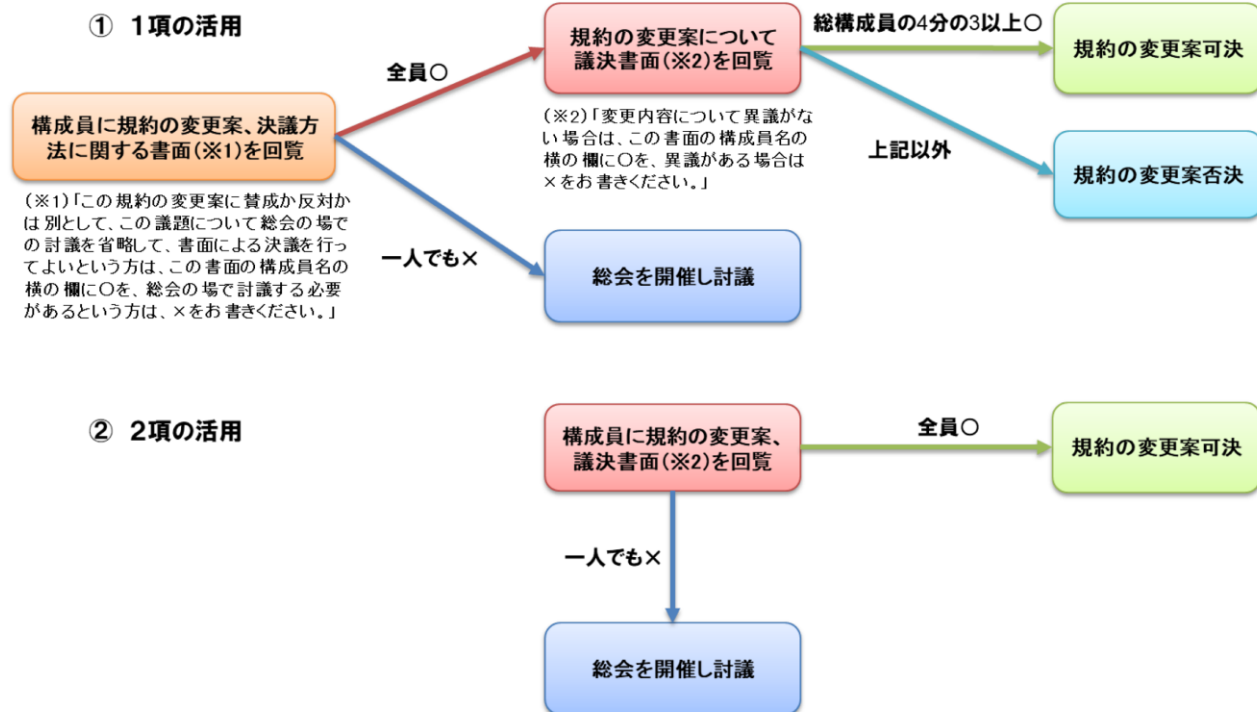 ① 1項の活用
構成員に規約の変更案、決議方
法に関する書面(※1)を回覧
(※1)「この規約の変更案に賛成か反対か
は別として、この議題について総会の場で
の討議を省略して、書面による決議を行っ
てよいという方は、この書面の構成員名の
横の欄に○を、総会の場で討議する必要
があるという方は、×をお書きください。」
全員○
一人でも×
規約の変更案について
議決書面(※2)を回覧
(※2)「変更内容について異議がな
い場合は、この書面の構成員名の
横の欄に○を、異議がある場合は
×をお書きください。」
総会を開催し討議
総構成員の4分の3以上○
上記以外
規約の変更案可決
規約の変更案否決
② 2項の活用
構成員に規約の変更案、
議決書面(※2)を回覧
全員○
規約の変更案可決
一人でも×
総会を開催し討議